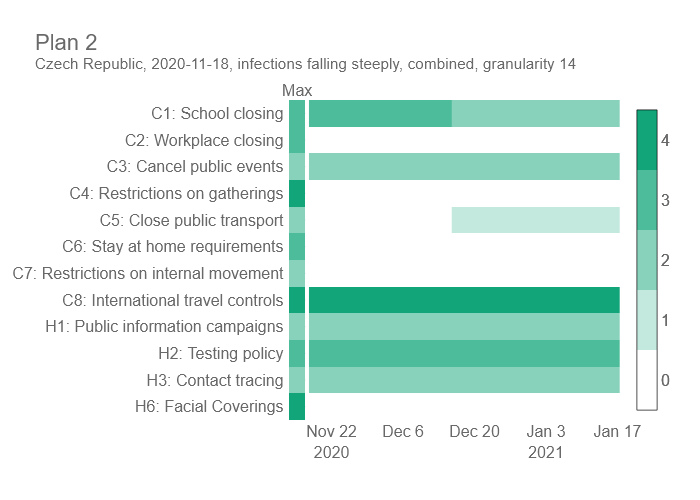 Plan 2
Czech Republic, 2020-11-18, infections falling steeply, combined, granularity 14
Max
C1: School closing
C2: Workplace closing
C3: Cancel public events
C4: Restrictions on gatherings
C5: Close public transport
C6: Stay at home requirements
C7: Restrictions on internal movement
C8: International travel controls
H1: Public information campaigns
H2: Testing policy
H3: Contact tracing
H6: Facial Coverings
4
3
2
1
0
Nov 22 Dec 6 Dec 20 Jan 3 Jan 17
2020 2021